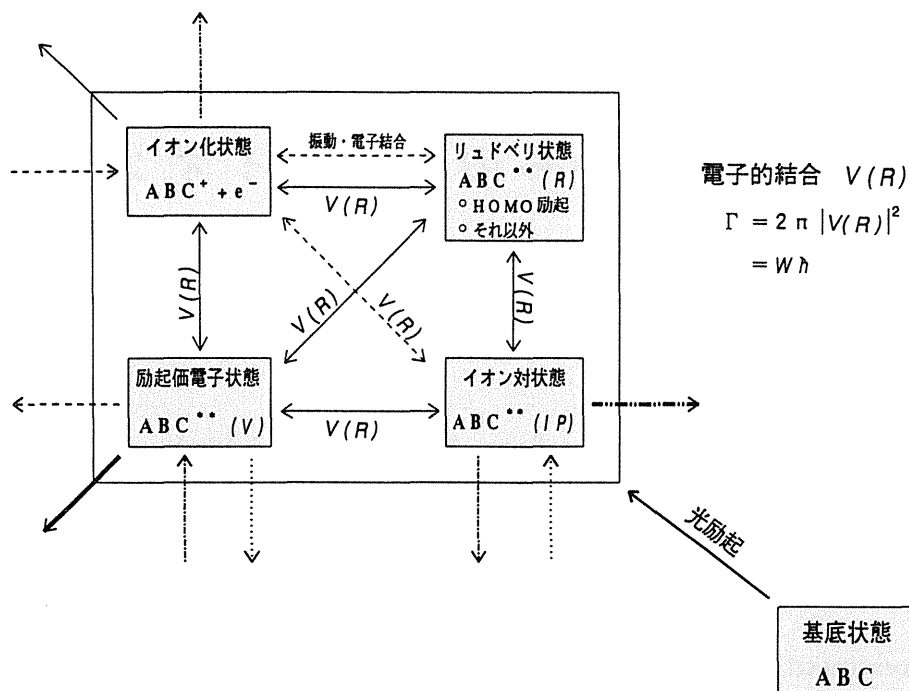 イオン化状態
ABC⁺ + e⁻
振動・電子結合
V(R)
リュドベリ状態
ABC** (R)
○ HOMO励起
○ それ以外
電子的結合 V(R)
Γ = 2π |V(R)|²
= Wħ
V(R)
V(R)
V(R)
V(R)
励起価電子状態
ABC** (V)
V(R)
イオン対状態
ABC** (IP)
光励起
基底状態
ABC